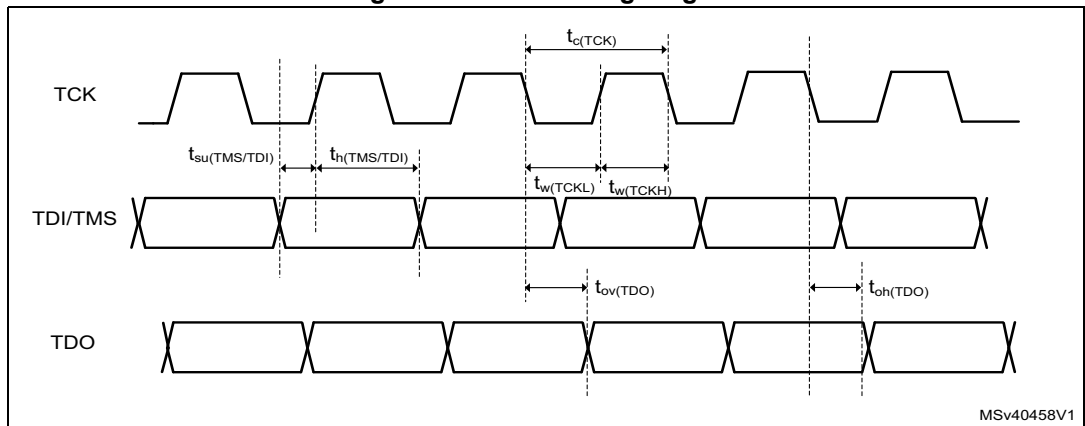 tc(TCK)
TCK
tsu(TMS/TDI)
th(TMS/TDI)
tw(TCKL)
tw(TCKH)
TDI/TMS
tov(TDO)
toh(TDO)
TDO
MSv40458V1